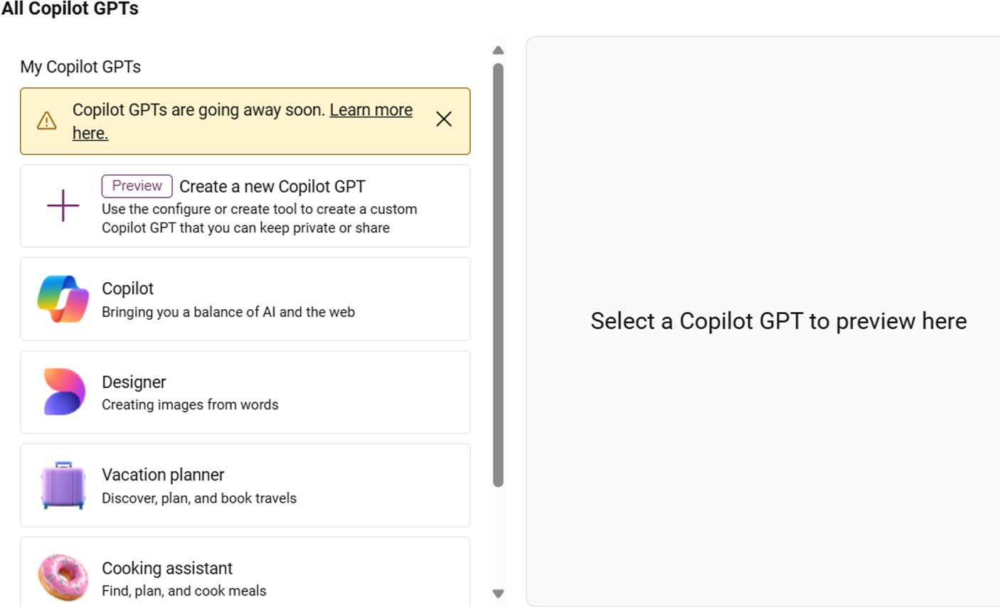 All Copilot GPTs
My Copilot GPTs
Copilot GPTs are going away soon. Learn more
here.
Preview Create a new Copilot GPT
Use the configure or create tool to create a custom
Copilot GPT that you can keep private or share
Copilot
Bringing you a balance of AI and the web
Designer
Creating images from words
Vacation planner
Discover, plan, and book travels
Cooking assistant
Find, plan, and cook meals
Select a Copilot GPT to preview here